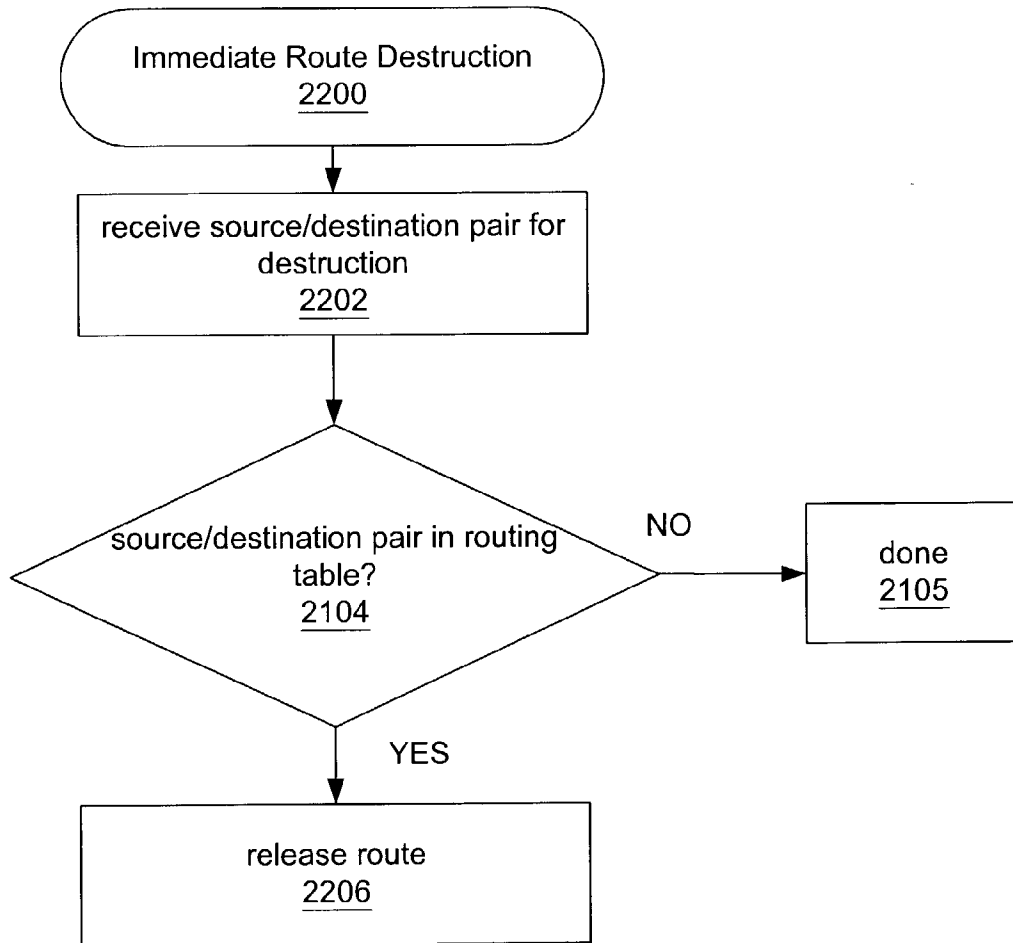 Immediate Route Destruction
2200
receive source/destination pair for
destruction
2202
source/destination pair in routing
table?
2104
NO
done
2105
YES
release route
2206